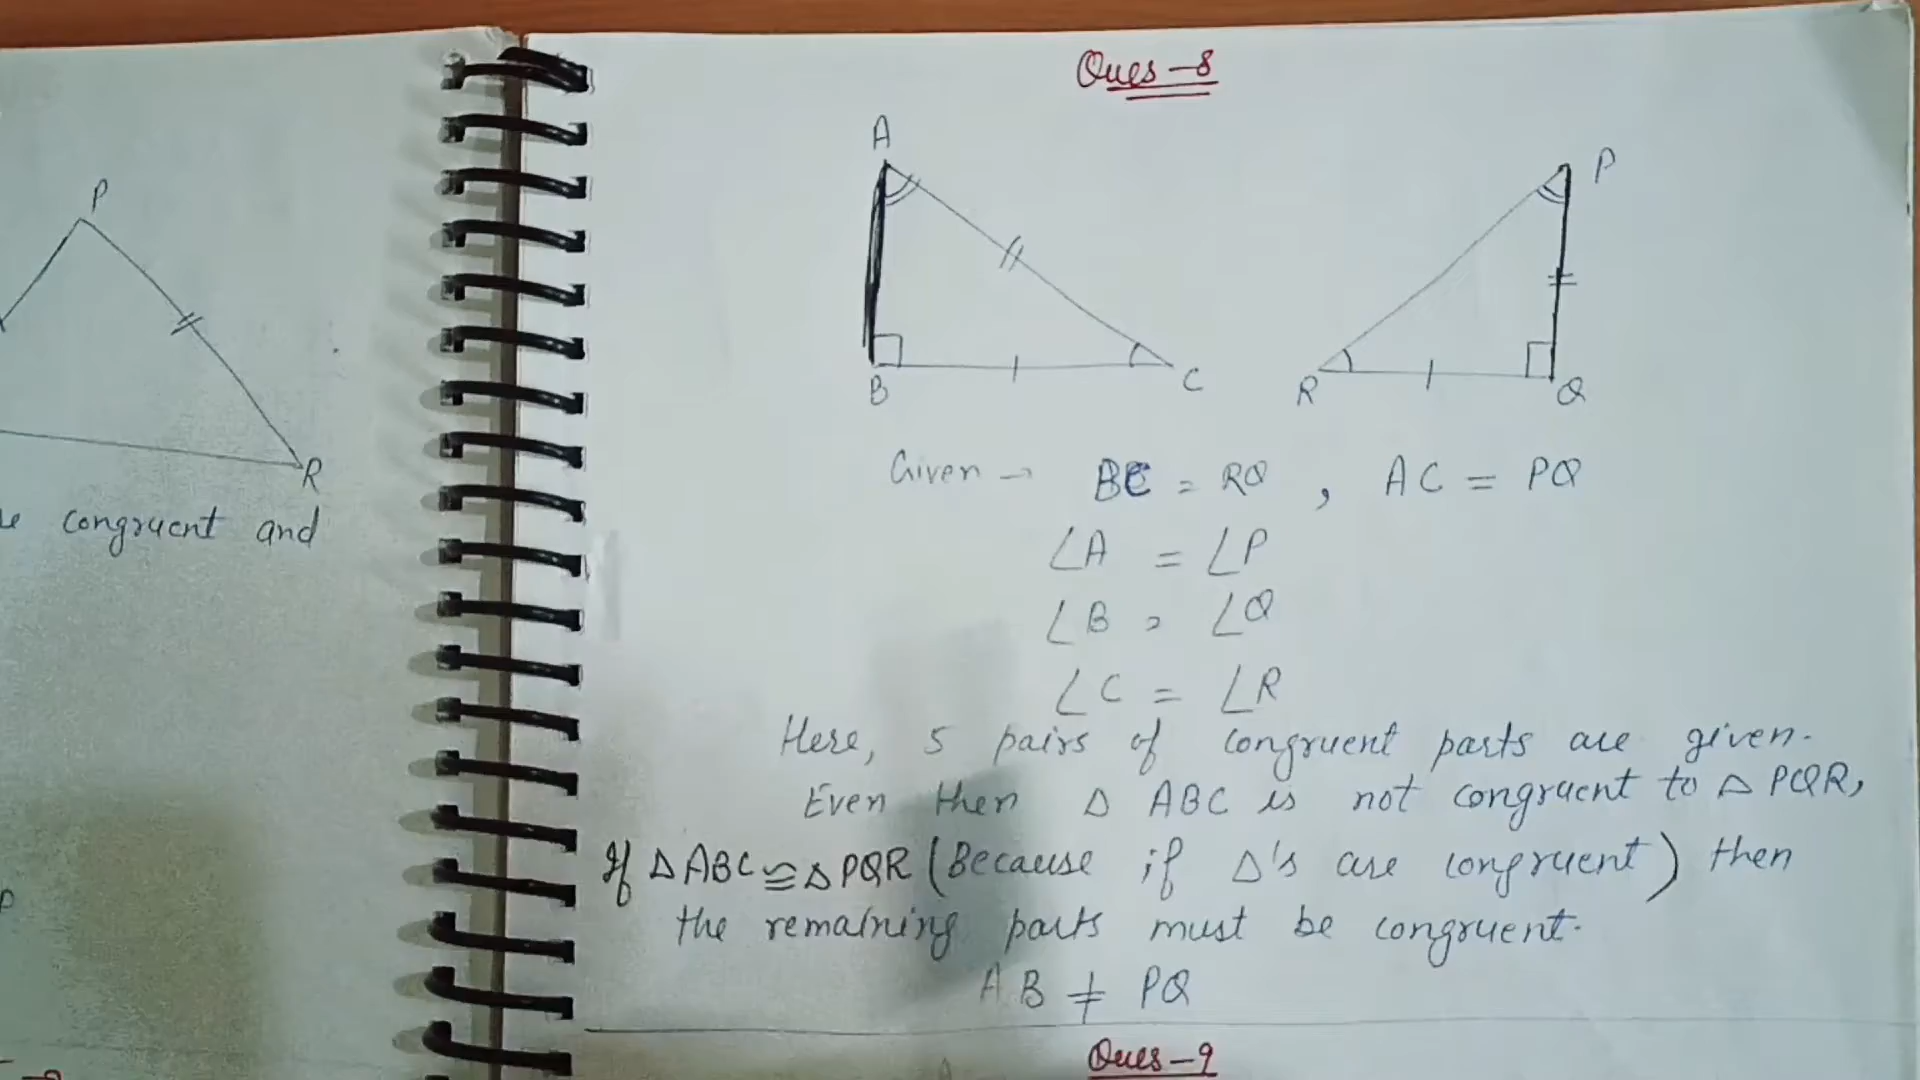 P
R
e congruent and
Ques - 8
A
P
B
C
R
Q
Given → BC = RQ , AC = PQ
∠A = ∠P
∠B = ∠Q
∠C = ∠R
Here, 5 pairs of congruent parts are given.
Even then Δ ABC is not congruent to Δ PQR,
If Δ ABC ≅ Δ PQR (Because if Δ's are congruent) then
the remaining parts must be congruent.
AB ≠ PQ
Ques - 9